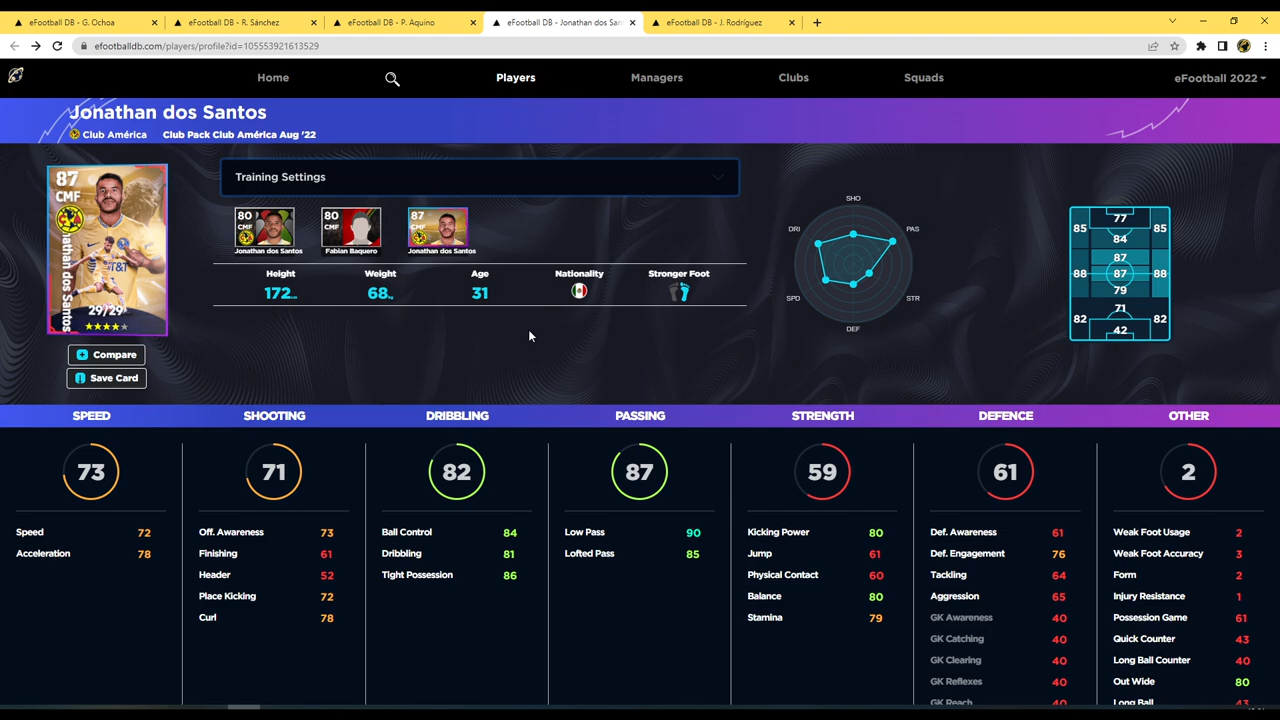 eFootball DB - G. Ochoa
eFootball DB - R. Sánchez
eFootball DB - P. Aquino
eFootball DB - Jonathan dos San
eFootball DB - J. Rodríguez
efootballdb.com/players/profile?id=105553921613529
Home Players Managers Clubs Squads eFootball 2022
Jonathan dos Santos
Club América Club Pack Club América Aug '22
87
CMF
Jonathan dos Santos
T&T
29/29
Compare
Save Card
Training Settings
80 CMF Jonathan dos Santos
80 CMF Fabian Baquero
87 CMF Jonathan dos Santos
Height Weight Age Nationality Stronger Foot
172 68 31
SHO
DRI PAS
SPD STR
DEF
77
85 84 85
87
88 87 88
79
71
82 82
42
SPEED SHOOTING DRIBBLING PASSING STRENGTH DEFENCE OTHER
73 71 82 87 59 61 2
Speed 72
Acceleration 78
Off. Awareness 73
Finishing 61
Header 52
Place Kicking 72
Curl 78
Ball Control 84
Dribbling 81
Tight Possession 86
Low Pass 90
Lofted Pass 85
Kicking Power 80
Jump 61
Physical Contact 60
Balance 80
Stamina 79
Def. Awareness 61
Def. Engagement 76
Tackling 64
Aggression 65
GK Awareness 40
GK Catching 40
GK Clearing 40
GK Reflexes 40
GK Reach 40
Weak Foot Usage 2
Weak Foot Accuracy 3
Form 2
Injury Resistance 1
Possession Game 61
Quick Counter 43
Long Ball Counter 40
Out Wide 80
Long Ball 43